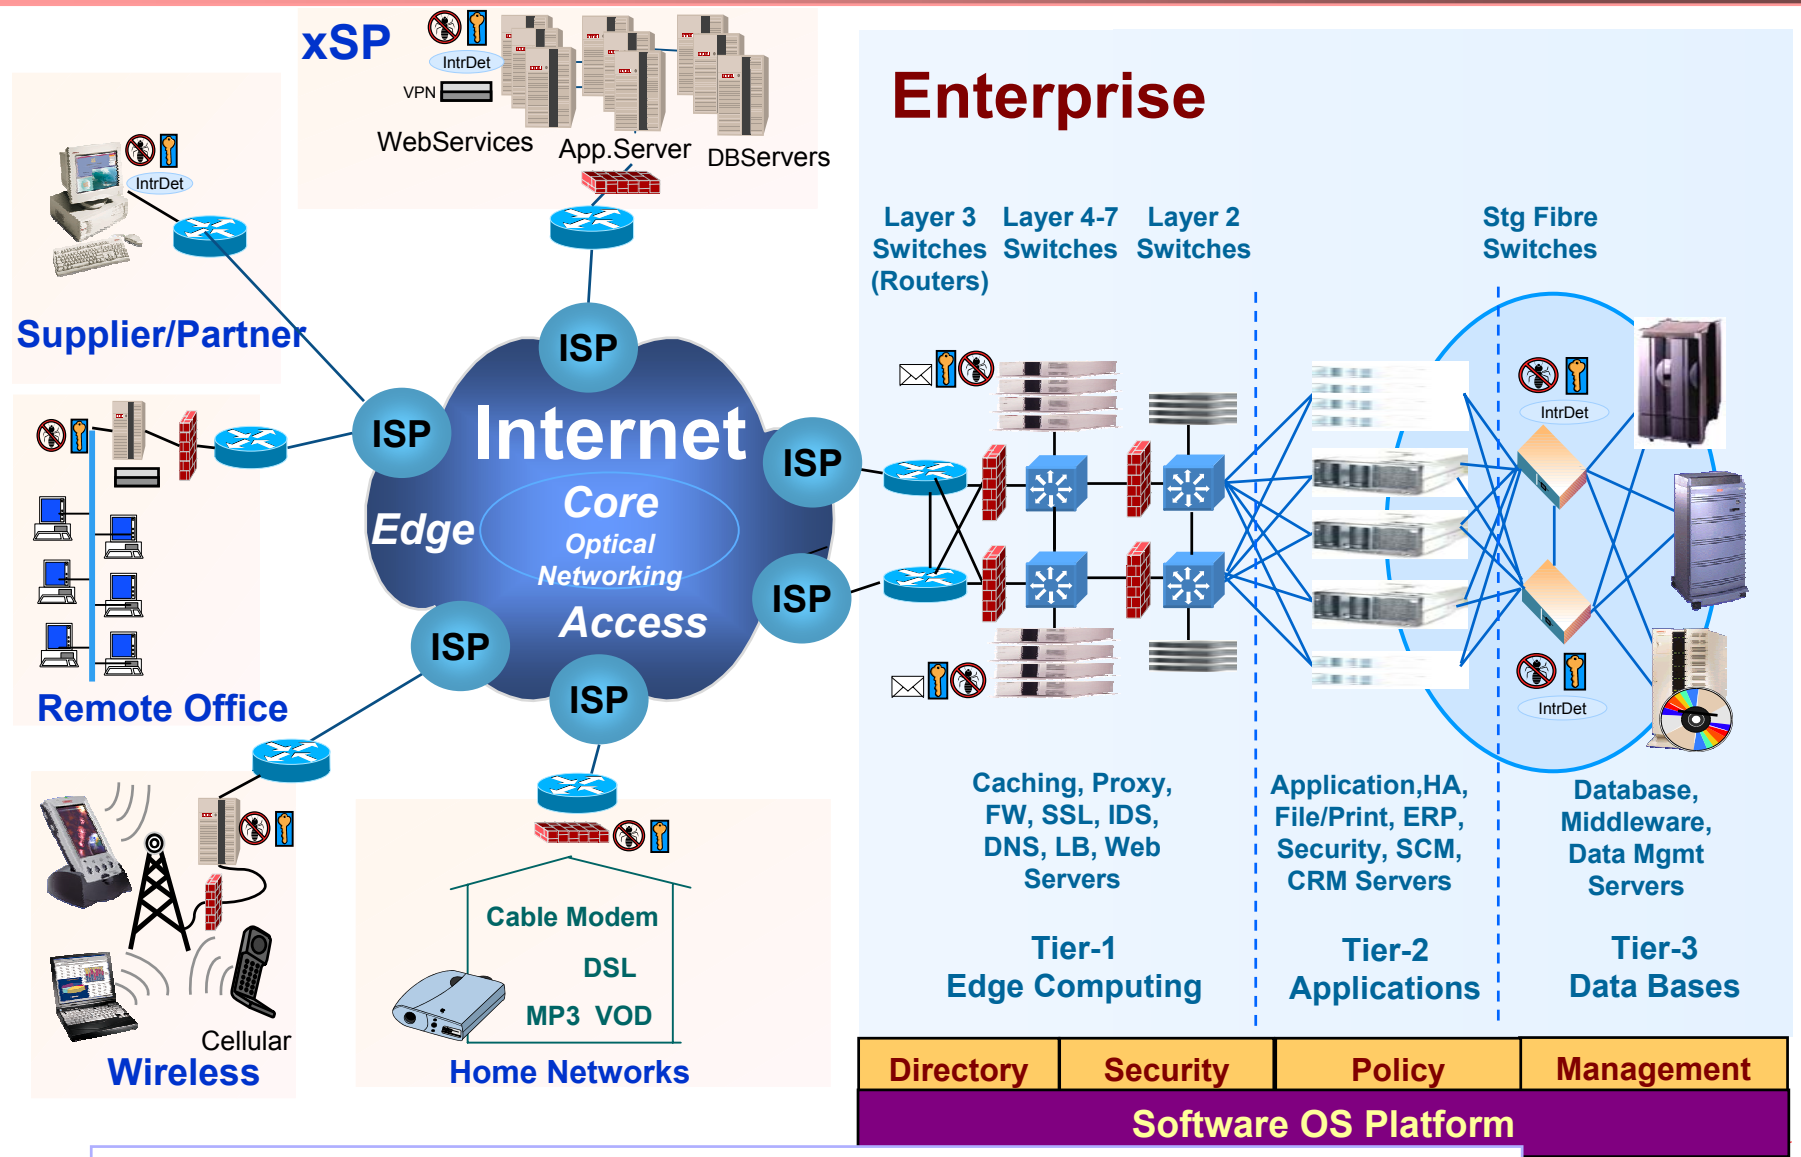 xSP
IntrDet
VPN
WebServices
App.Server
DBServers
IntrDet
Supplier/Partner
Remote Office
ISP
ISP
ISP
ISP
ISP
ISP
Internet
Edge
Core
Optical
Networking
Access
Cellular
Wireless
Cable Modem
DSL
MP3 VOD
Home Networks
Enterprise
Layer 3
Switches
(Routers)
Layer 4-7
Switches
Layer 2
Switches
Stg Fibre
Switches
IntrDet
IntrDet
Caching, Proxy,
FW, SSL, IDS,
DNS, LB, Web
Servers
Application,HA,
File/Print, ERP,
Security, SCM,
CRM Servers
Database,
Middleware,
Data Mgmt
Servers
Tier-1
Edge Computing
Tier-2
Applications
Tier-3
Data Bases
Directory
Security
Policy
Management
Software OS Platform